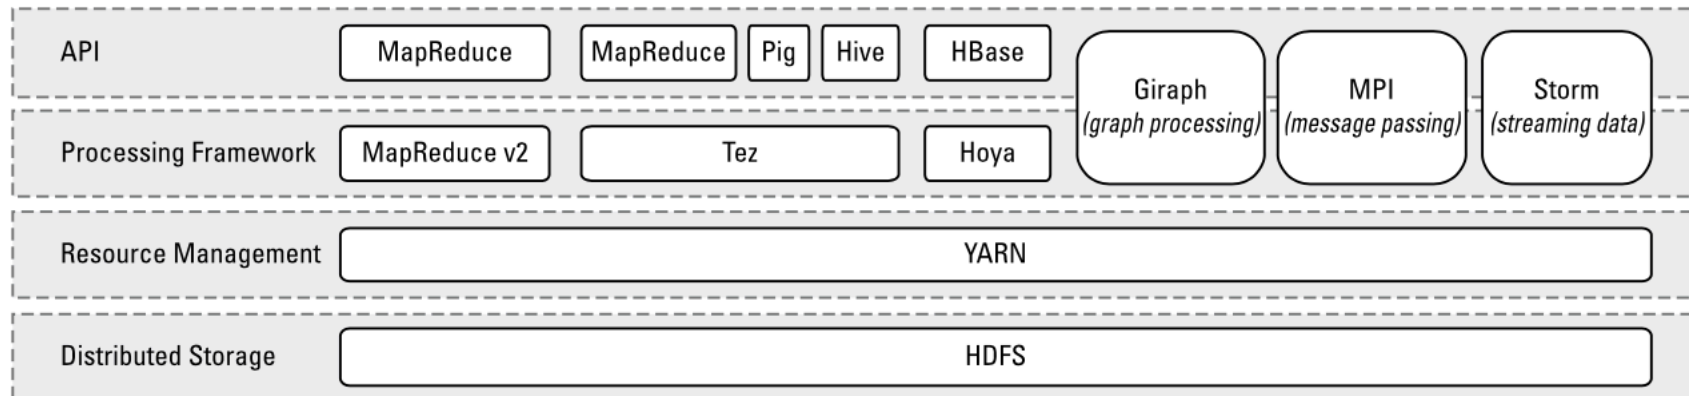 API
MapReduce
MapReduce
Pig
Hive
HBase
Giraph
(graph processing)
MPI
(message passing)
Storm
(streaming data)
Processing Framework
MapReduce v2
Tez
Hoya
Resource Management
YARN
Distributed Storage
HDFS